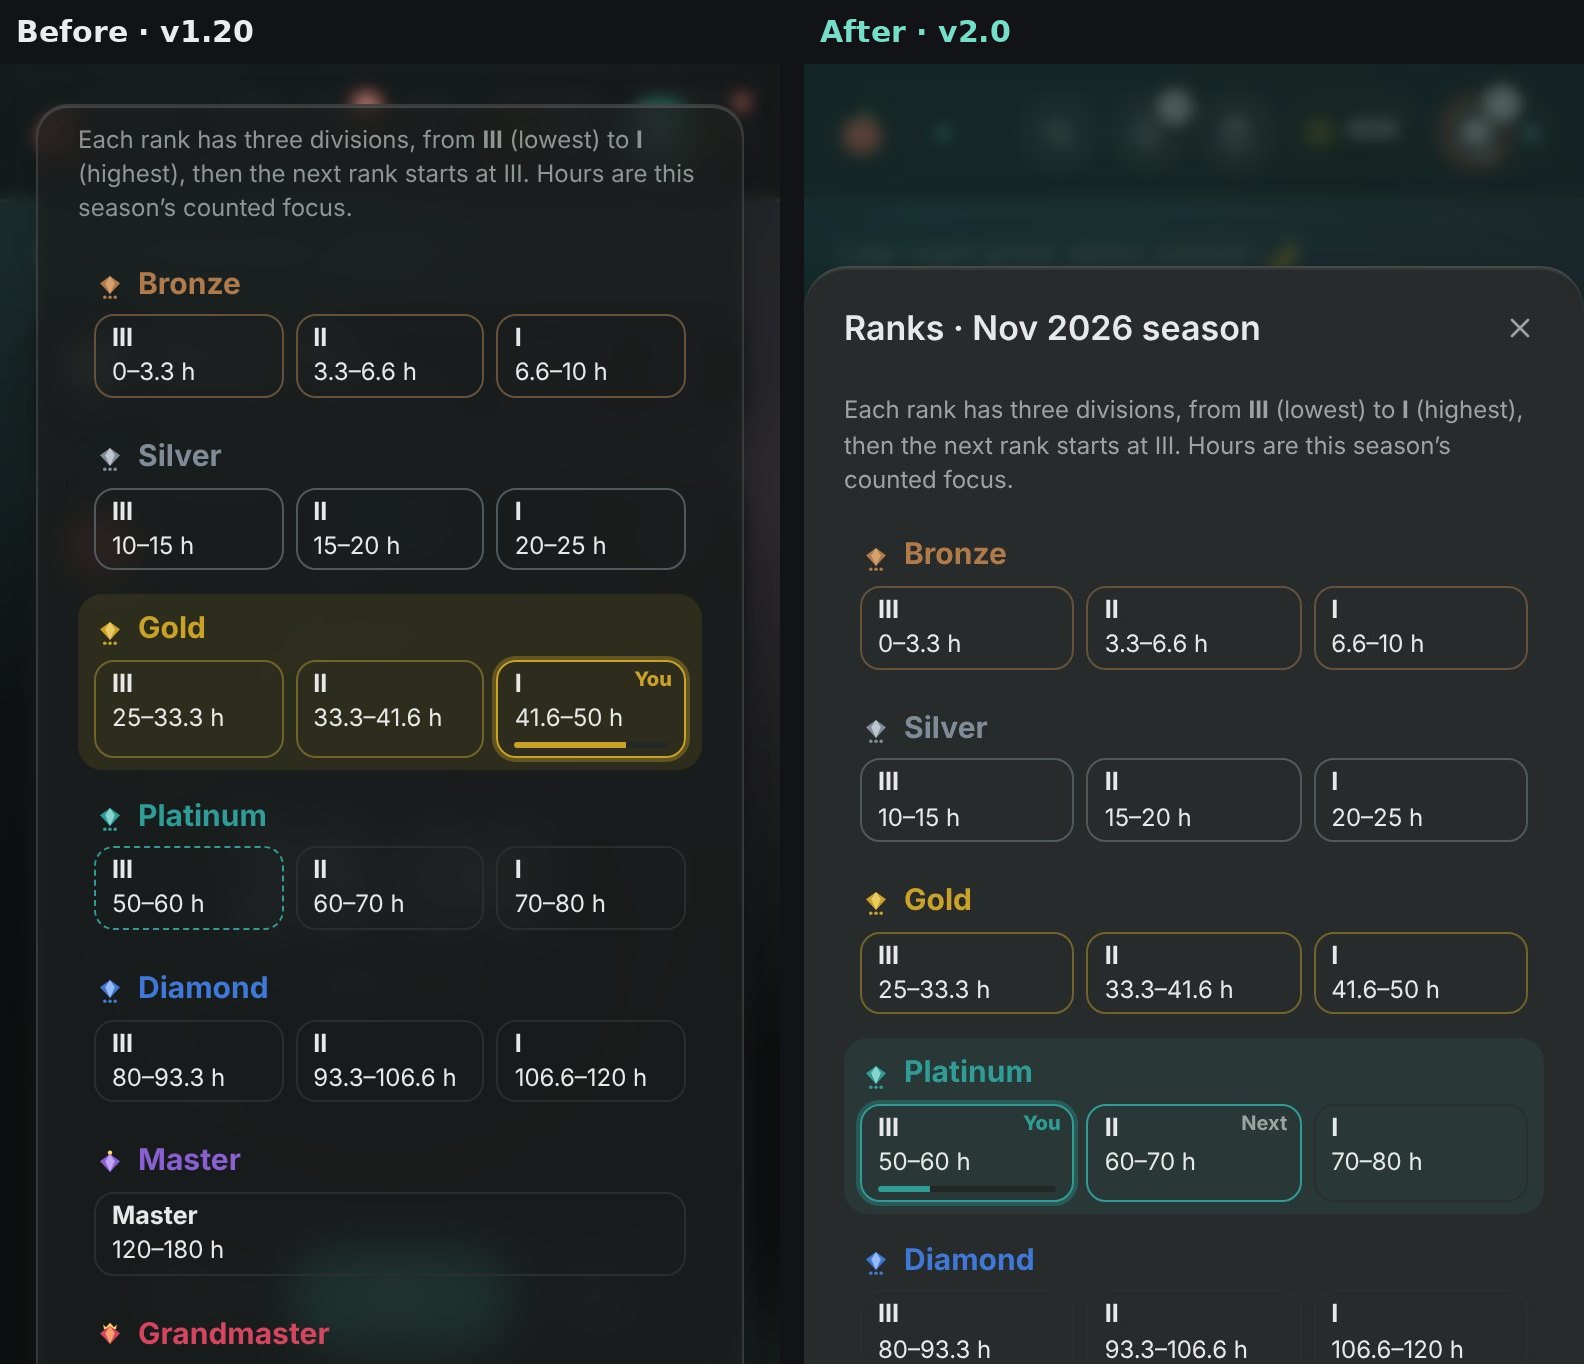 Before · v1.20
Each rank has three divisions, from III (lowest) to I
(highest), then the next rank starts at III. Hours are this
season’s counted focus.
Bronze
III
0–3.3 h
II
3.3–6.6 h
I
6.6–10 h
Silver
III
10–15 h
II
15–20 h
I
20–25 h
Gold
III
25–33.3 h
II
33.3–41.6 h
I
You
41.6–50 h
Platinum
III
50–60 h
II
60–70 h
I
70–80 h
Diamond
III
80–93.3 h
II
93.3–106.6 h
I
106.6–120 h
Master
Master
120–180 h
Grandmaster
After · v2.0
Ranks · Nov 2026 season
Each rank has three divisions, from III (lowest) to I (highest),
then the next rank starts at III. Hours are this season’s
counted focus.
Bronze
III
0–3.3 h
II
3.3–6.6 h
I
6.6–10 h
Silver
III
10–15 h
II
15–20 h
I
20–25 h
Gold
III
25–33.3 h
II
33.3–41.6 h
I
41.6–50 h
Platinum
III
You
50–60 h
II
Next
60–70 h
I
70–80 h
Diamond
III
80–93.3 h
II
93.3–106.6 h
I
106.6–120 h